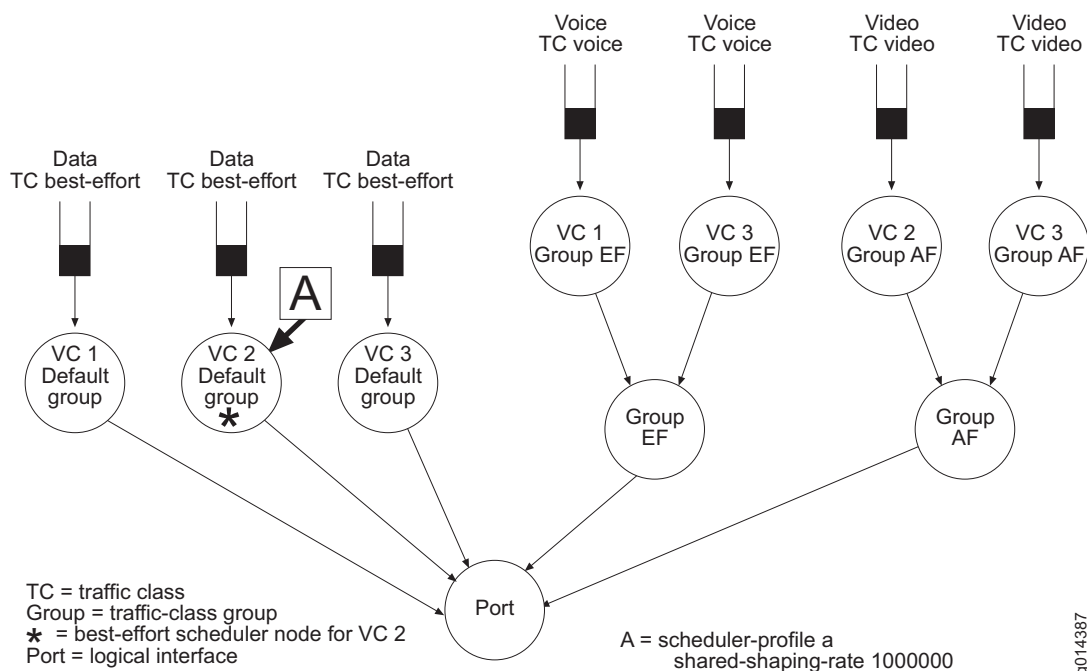 Voice
TC voice
Voice
TC voice
Video
TC video
Video
TC video
Data
TC best-effort
Data
TC best-effort
Data
TC best-effort
A
VC 1
Group EF
VC 3
Group EF
VC 2
Group AF
VC 3
Group AF
VC 1
Default
group
VC 2
Default
group
*
VC 3
Default
group
Group
EF
Group
AF
Port
TC = traffic class
Group = traffic-class group
* = best-effort scheduler node for VC 2
Port = logical interface
A = scheduler-profile a
shared-shaping-rate 1000000
g014387